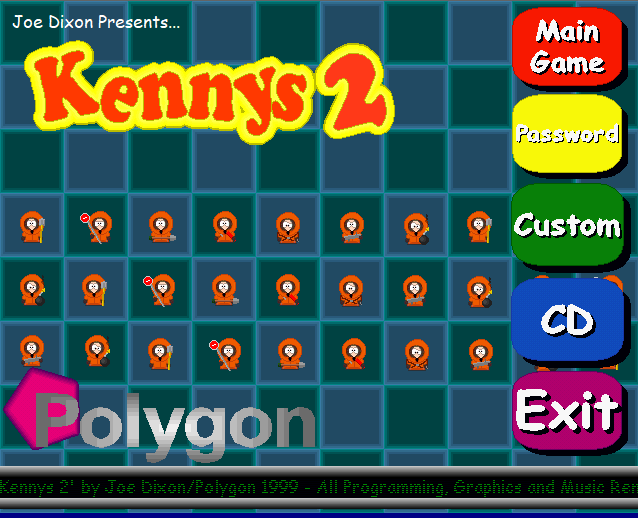 Joe Dixon Presents...
Kennys 2
Main
Game
Password
Custom
CD
Exit
Polygon
Kennys 2' by Joe Dixon/Polygon 1999 - All Programming, Graphics and Music Ren